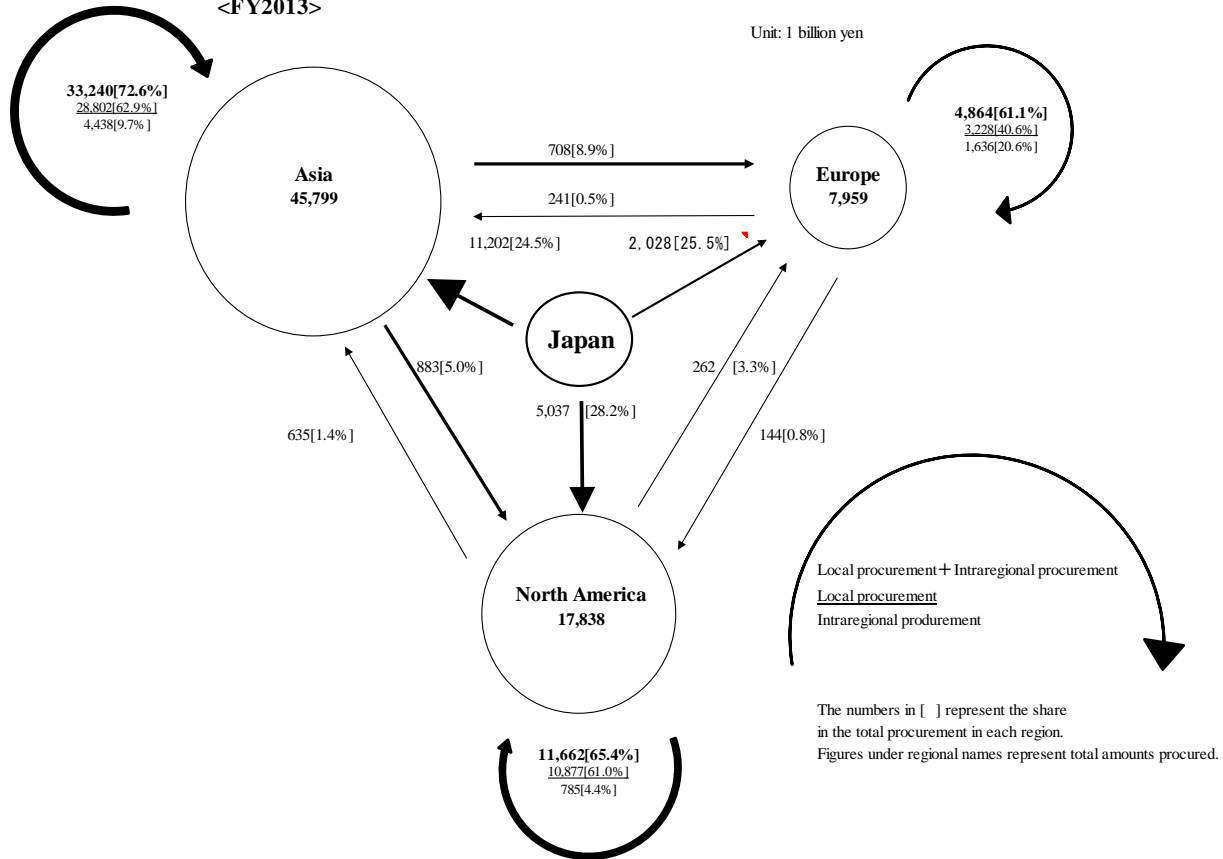 <FY2013>
Unit: 1 billion yen
33,240[72.6%]
28,802[62.9%]
4,438[9.7%]
4,864[61.1%]
3,228[40.6%]
1,636[20.6%]
708[8.9%]
Asia
45,799
Europe
7,959
241[0.5%]
11,202[24.5%]
2,028[25.5%]
Japan
883[5.0%]
262 [3.3%]
5,037 [28.2%]
635[1.4%]
144[0.8%]
Local procurement+Intraregional procurement
Local procurement
Intraregional produrement
North America
17,838
The numbers in [ ] represent the share
in the total procurement in each region.
Figures under regional names represent total amounts procured.
11,662[65.4%]
10,877[61.0%]
785[4.4%]